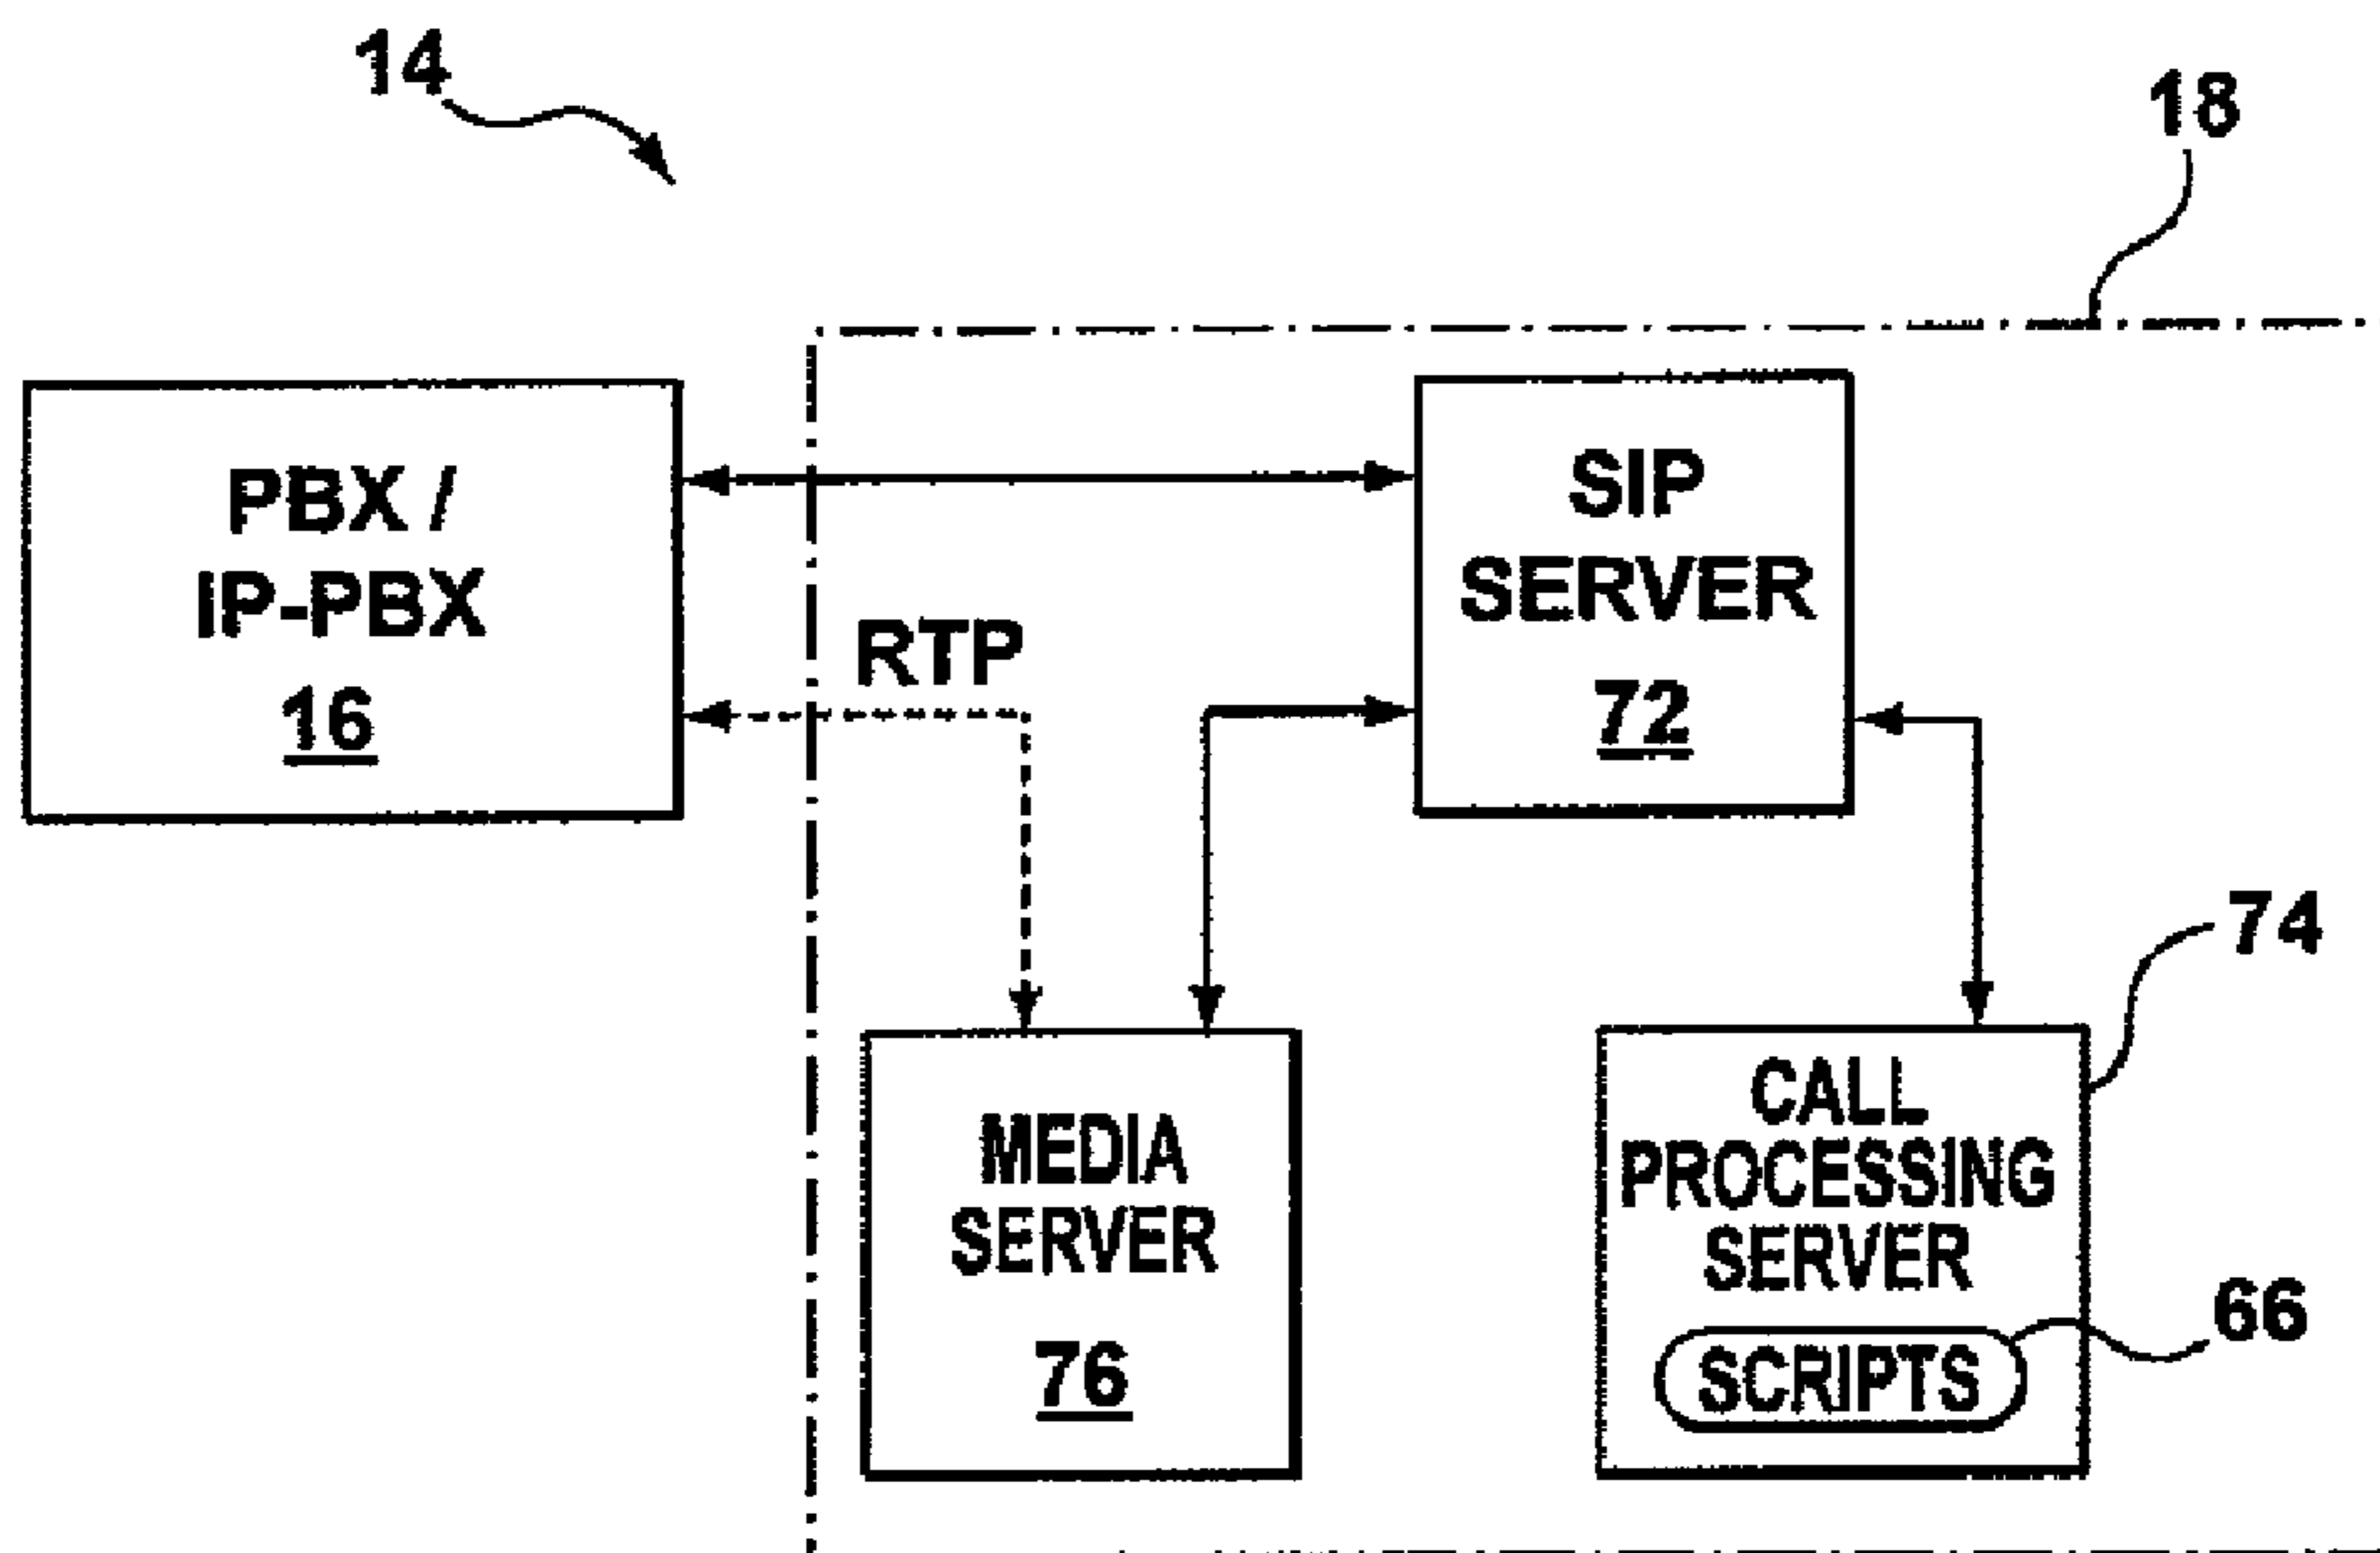 14
18
PBX /
IP-PBX
16
RTP
SIP
SERVER
72
74
MEDIA
SERVER
76
CALL
PROCESSING
SERVER
SCRIPTS
66